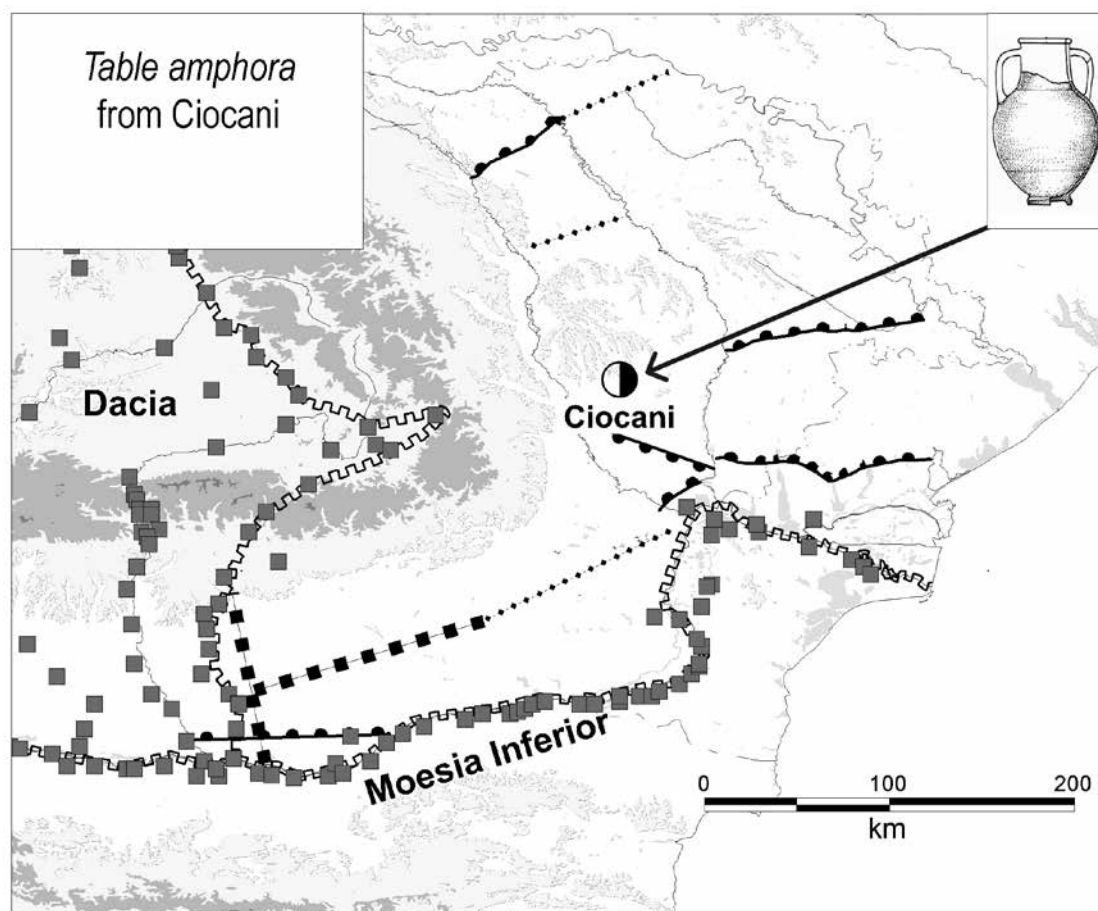 Table amphora
from Ciocani
Dacia
Ciocani
Moesia Inferior
0 100 200
km